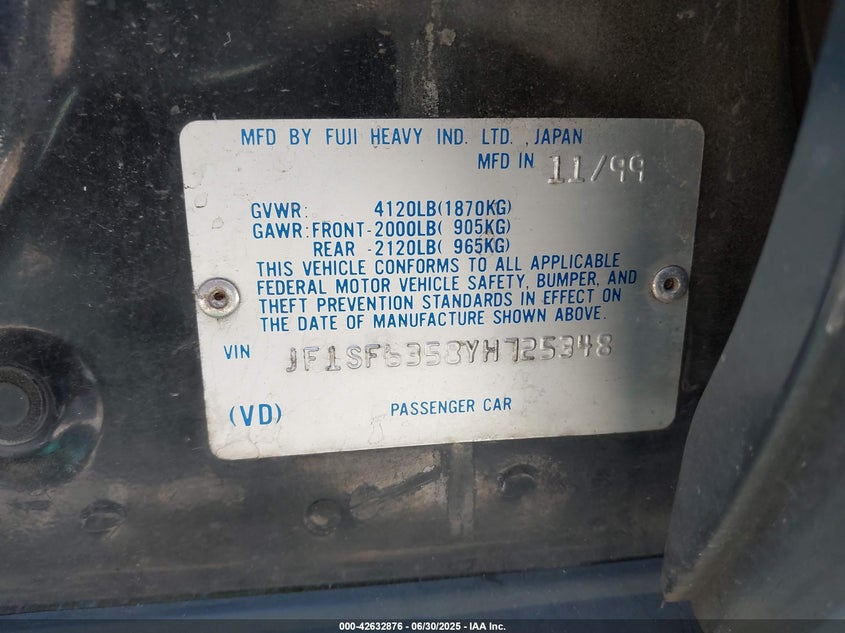 MFD BY FUJI HEAVY IND. LTD. ,JAPAN
MFD IN 11/99
GVWR: 4120LB(1870KG)
GAWR:FRONT-2000LB( 905KG)
REAR -2120LB( 965KG)
THIS VEHICLE CONFORMS TO ALL APPLICABLE
FEDERAL MOTOR VEHICLE SAFETY, BUMPER, AND
THEFT PREVENTION STANDARDS IN EFFECT ON
THE DATE OF MANUFACTURE SHOWN ABOVE.
VIN JF1SF6358YH725348
(VD) PASSENGER CAR
000-42632876 - 06/30/2025 - IAA Inc.